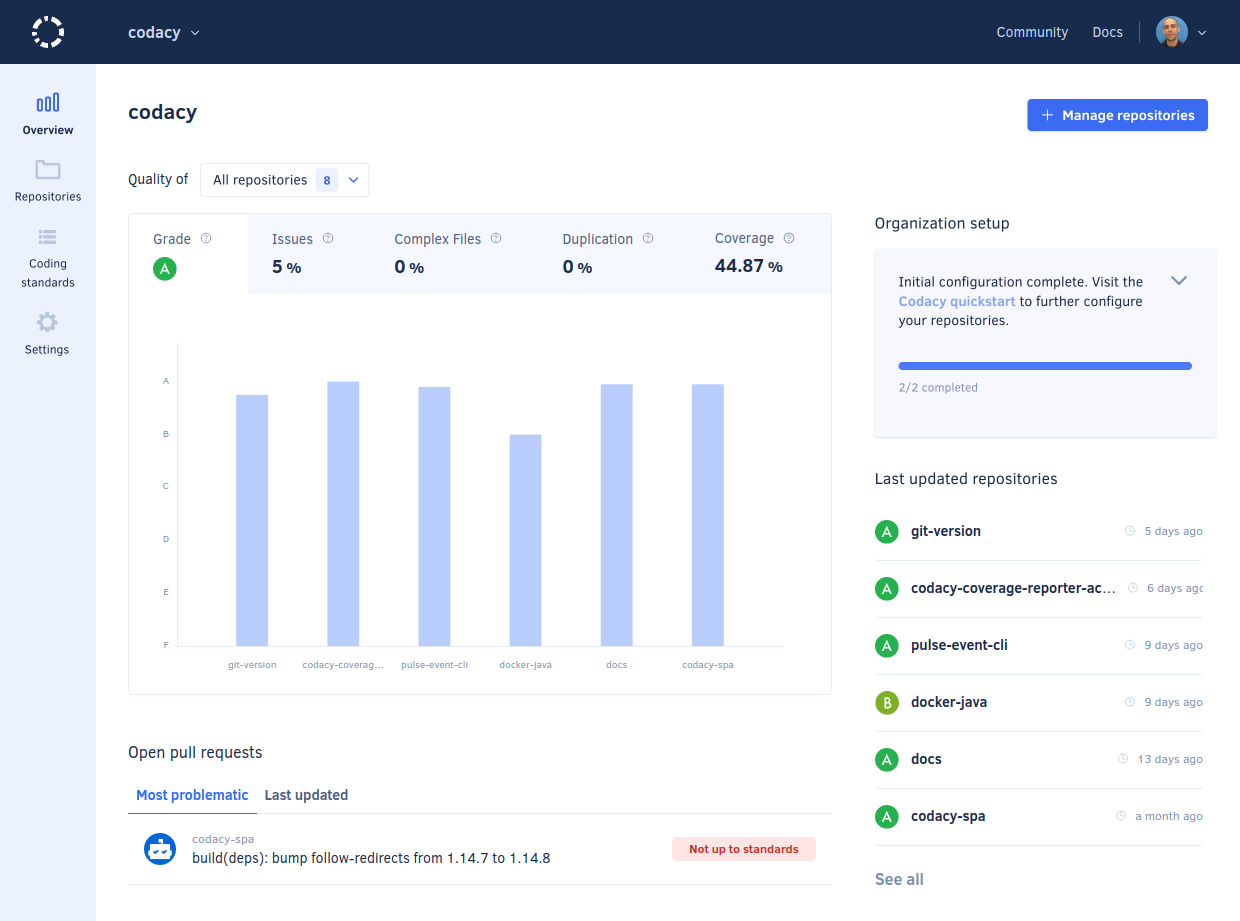 codacy
Community
Docs
Overview
Repositories
Coding
standards
Settings
codacy
+ Manage repositories
Quality of
All repositories 8
Grade ?
A
Issues ?
5 %
Complex Files ?
0 %
Duplication ?
0 %
Coverage ?
44.87 %
A
B
C
D
E
F
git-version
codacy-coverag...
pulse-event-cli
docker-java
docs
codacy-spa
Open pull requests
Most problematic
Last updated
codacy-spa
build(deps): bump follow-redirects from 1.14.7 to 1.14.8
Not up to standards
Organization setup
Initial configuration complete. Visit the
Codacy quickstart to further configure
your repositories.
2/2 completed
Last updated repositories
A git-version 5 days ago
A codacy-coverage-reporter-ac... 6 days ago
A pulse-event-cli 9 days ago
B docker-java 9 days ago
A docs 13 days ago
A codacy-spa a month ago
See all